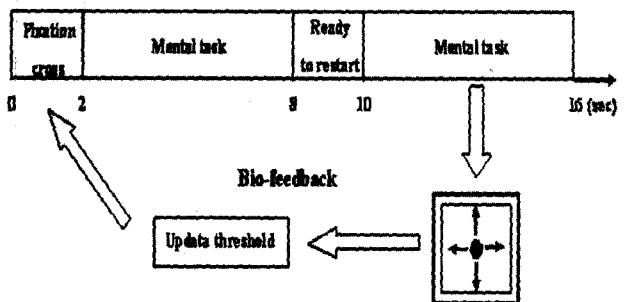 Fixation
cross
Mental task
Ready
to restart
Mental task
0 2 8 10 16 (sec)
Bio-feedback
Updata threshold